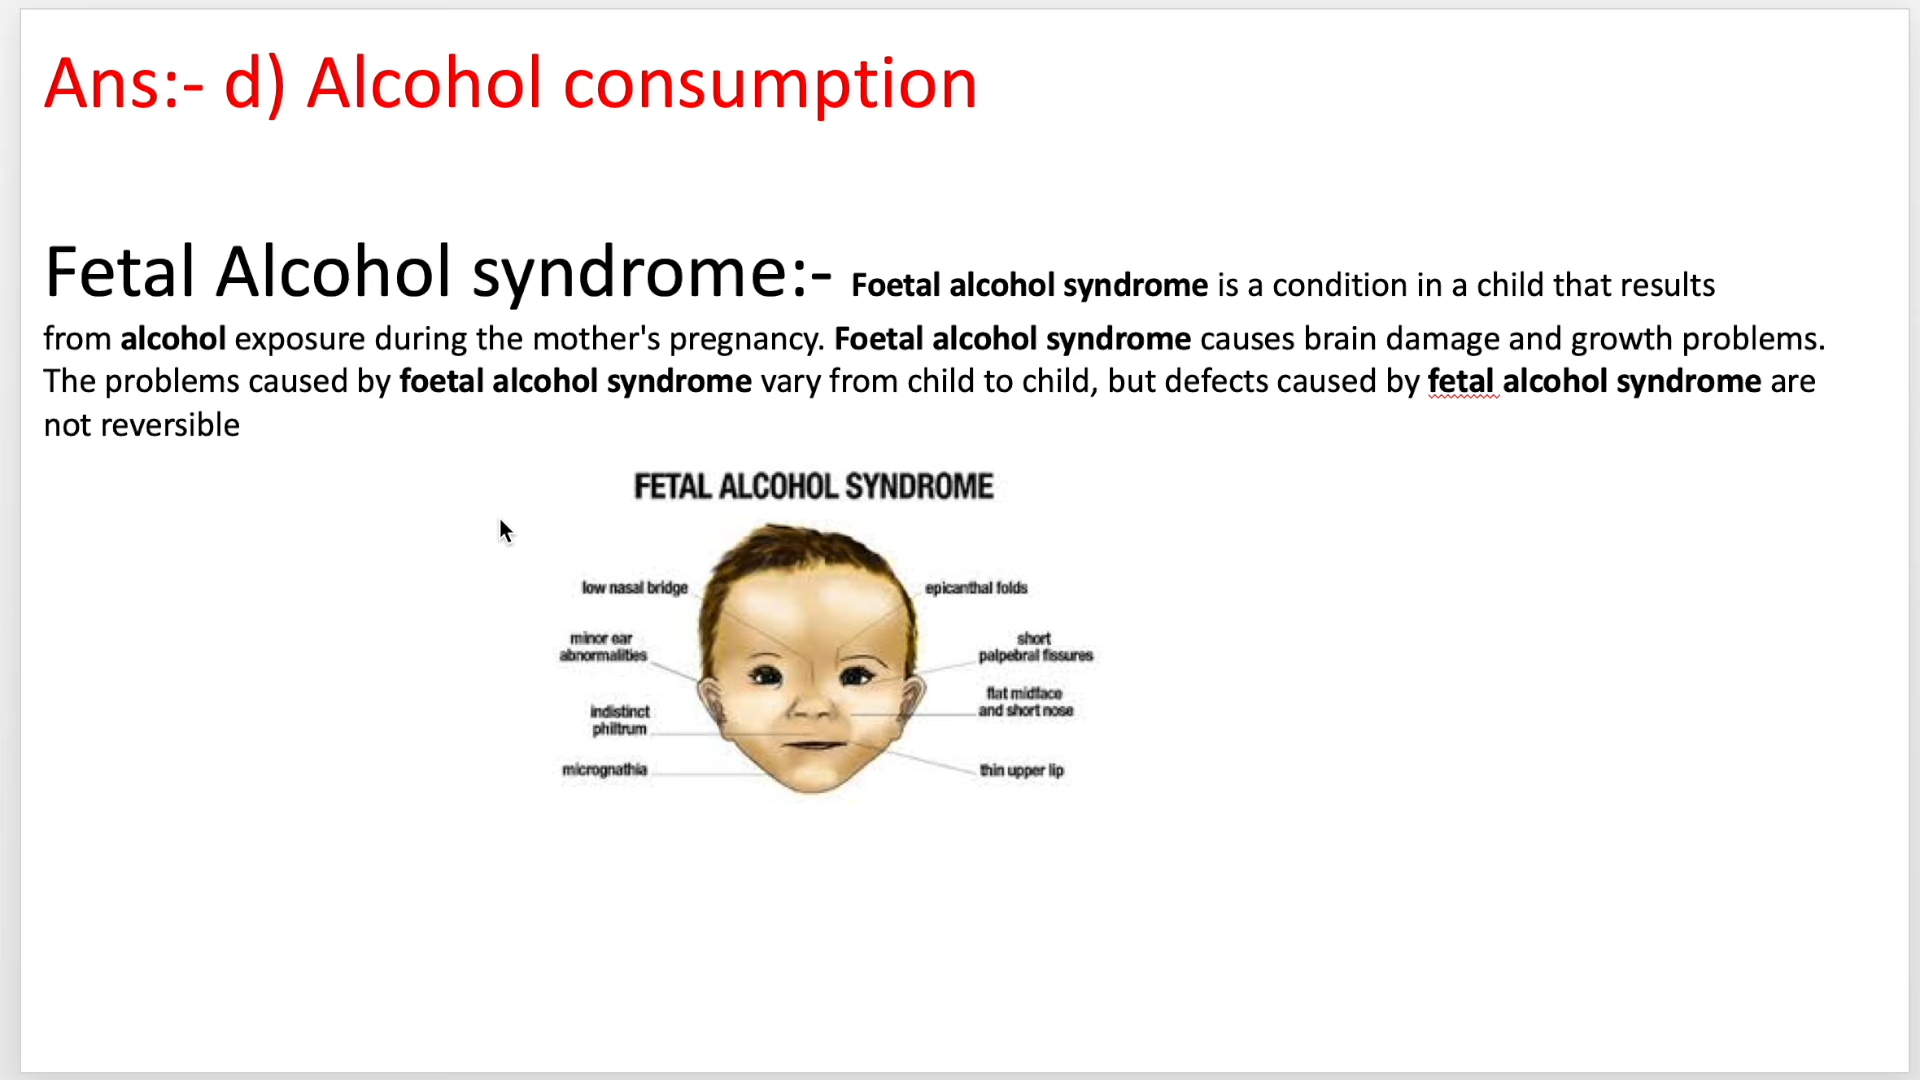 Ans:- d) Alcohol consumption
Fetal Alcohol syndrome:- Foetal alcohol syndrome is a condition in a child that results
from alcohol exposure during the mother's pregnancy. Foetal alcohol syndrome causes brain damage and growth problems.
The problems caused by foetal alcohol syndrome vary from child to child, but defects caused by fetal alcohol syndrome are
not reversible
FETAL ALCOHOL SYNDROME
low nasal bridge
minor ear
abnormalities
indistinct
philtrum
micrognathia
epicanthal folds
short
palpebral fissures
flat midface
and short nose
thin upper lip